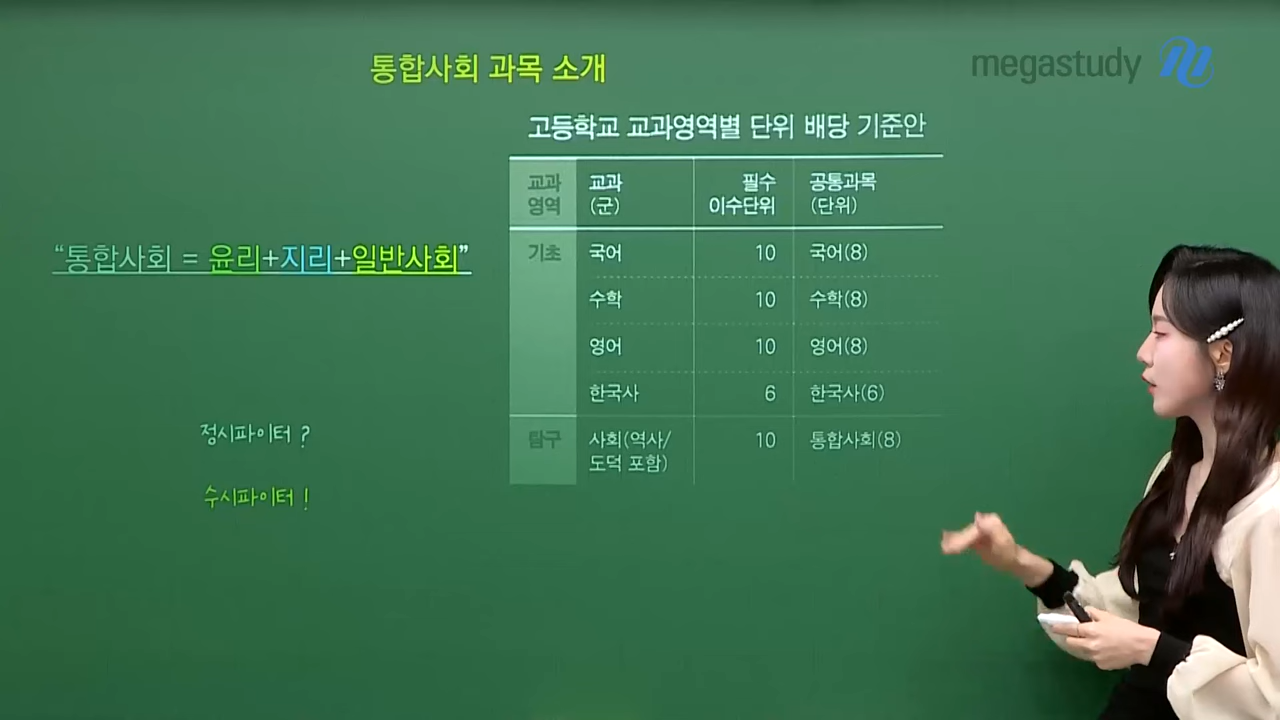 통합사회 과목 소개
megastudy
고등학교 교과영역별 단위 배당 기준안
교과 영역 교과 (군) 필수 이수단위 공통과목 (단위)
기초 국어 10 국어(8)
수학 10 수학(8)
영어 10 영어(8)
한국사 6 한국사(6)
탐구 사회(역사/ 도덕 포함) 10 통합사회(8)
“통합사회 = 윤리+지리+일반사회”
정시파이터 ?
수시파이터 !